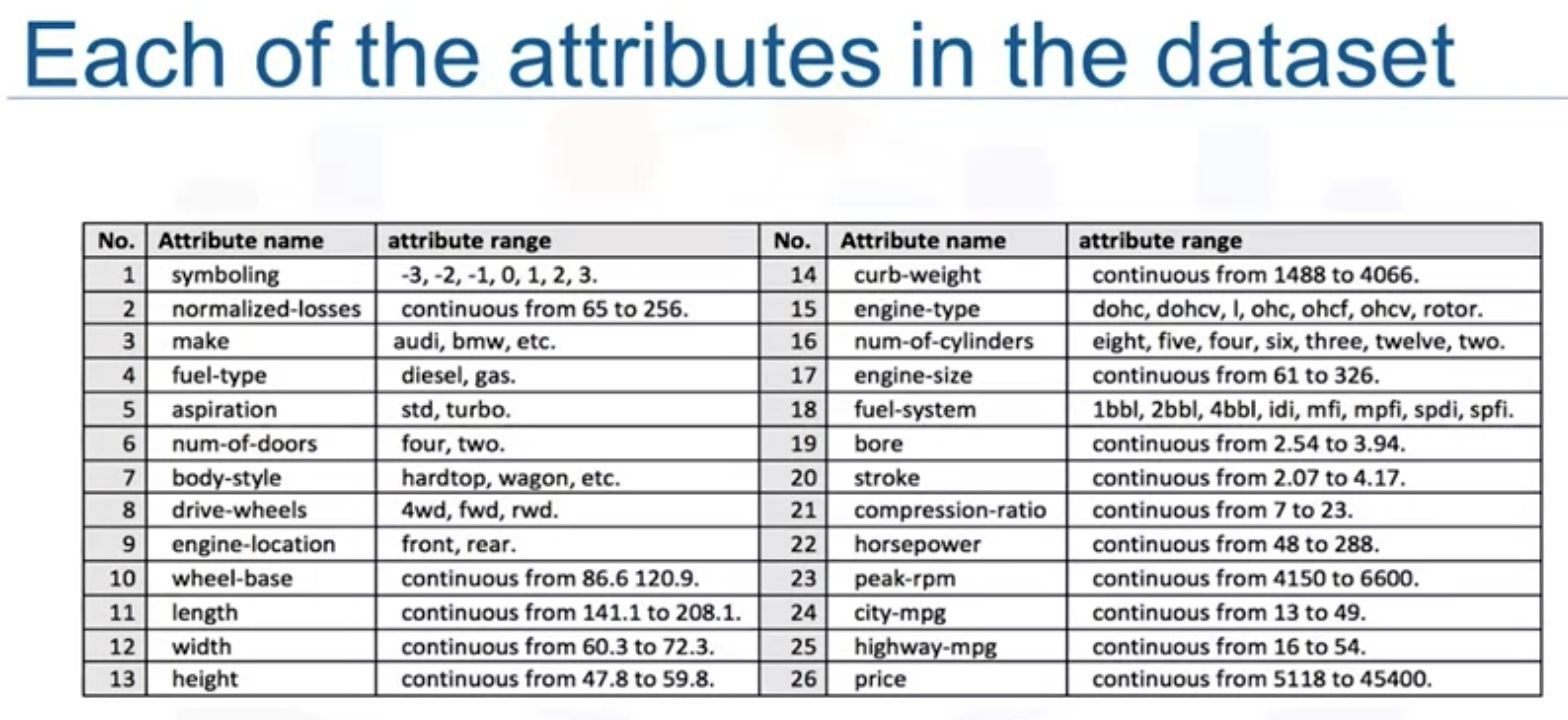 Each of the attributes in the dataset
No. Attribute name attribute range No. Attribute name attribute range
1 symboling -3, -2, -1, 0, 1, 2, 3. 14 curb-weight continuous from 1488 to 4066.
2 normalized-losses continuous from 65 to 256. 15 engine-type dohc, dohcv, l, ohc, ohcf, ohcv, rotor.
3 make audi, bmw, etc. 16 num-of-cylinders eight, five, four, six, three, twelve, two.
4 fuel-type diesel, gas. 17 engine-size continuous from 61 to 326.
5 aspiration std, turbo. 18 fuel-system 1bbl, 2bbl, 4bbl, idi, mfi, mpfi, spdi, spfi.
6 num-of-doors four, two. 19 bore continuous from 2.54 to 3.94.
7 body-style hardtop, wagon, etc. 20 stroke continuous from 2.07 to 4.17.
8 drive-wheels 4wd, fwd, rwd. 21 compression-ratio continuous from 7 to 23.
9 engine-location front, rear. 22 horsepower continuous from 48 to 288.
10 wheel-base continuous from 86.6 120.9. 23 peak-rpm continuous from 4150 to 6600.
11 length continuous from 141.1 to 208.1. 24 city-mpg continuous from 13 to 49.
12 width continuous from 60.3 to 72.3. 25 highway-mpg continuous from 16 to 54.
13 height continuous from 47.8 to 59.8. 26 price continuous from 5118 to 45400.